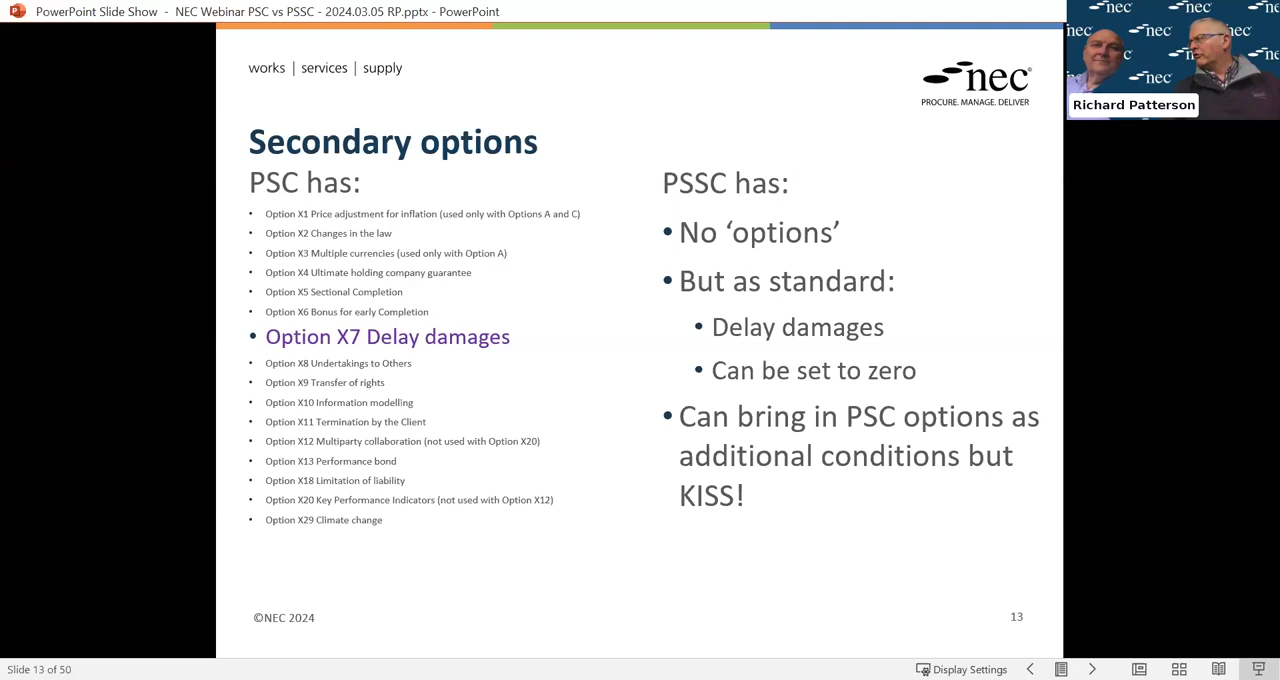 PowerPoint Slide Show - NEC Webinar PSC vs PSSC - 2024.03.05 RP.pptx - PowerPoint
nec
nec
Richard Patterson
works | services | supply
nec
PROCURE. MANAGE. DELIVER
Secondary options
PSC has:
• Option X1 Price adjustment for inflation (used only with Options A and C)
• Option X2 Changes in the law
• Option X3 Multiple currencies (used only with Option A)
• Option X4 Ultimate holding company guarantee
• Option X5 Sectional Completion
• Option X6 Bonus for early Completion
• Option X7 Delay damages
• Option X8 Undertakings to Others
• Option X9 Transfer of rights
• Option X10 Information modelling
• Option X11 Termination by the Client
• Option X12 Multiparty collaboration (not used with Option X20)
• Option X13 Performance bond
• Option X18 Limitation of liability
• Option X20 Key Performance Indicators (not used with Option X12)
• Option X29 Climate change
PSSC has:
• No ‘options’
• But as standard:
• Delay damages
• Can be set to zero
• Can bring in PSC options as
additional conditions but
KISS!
©NEC 2024
13
Slide 13 of 50
Display Settings